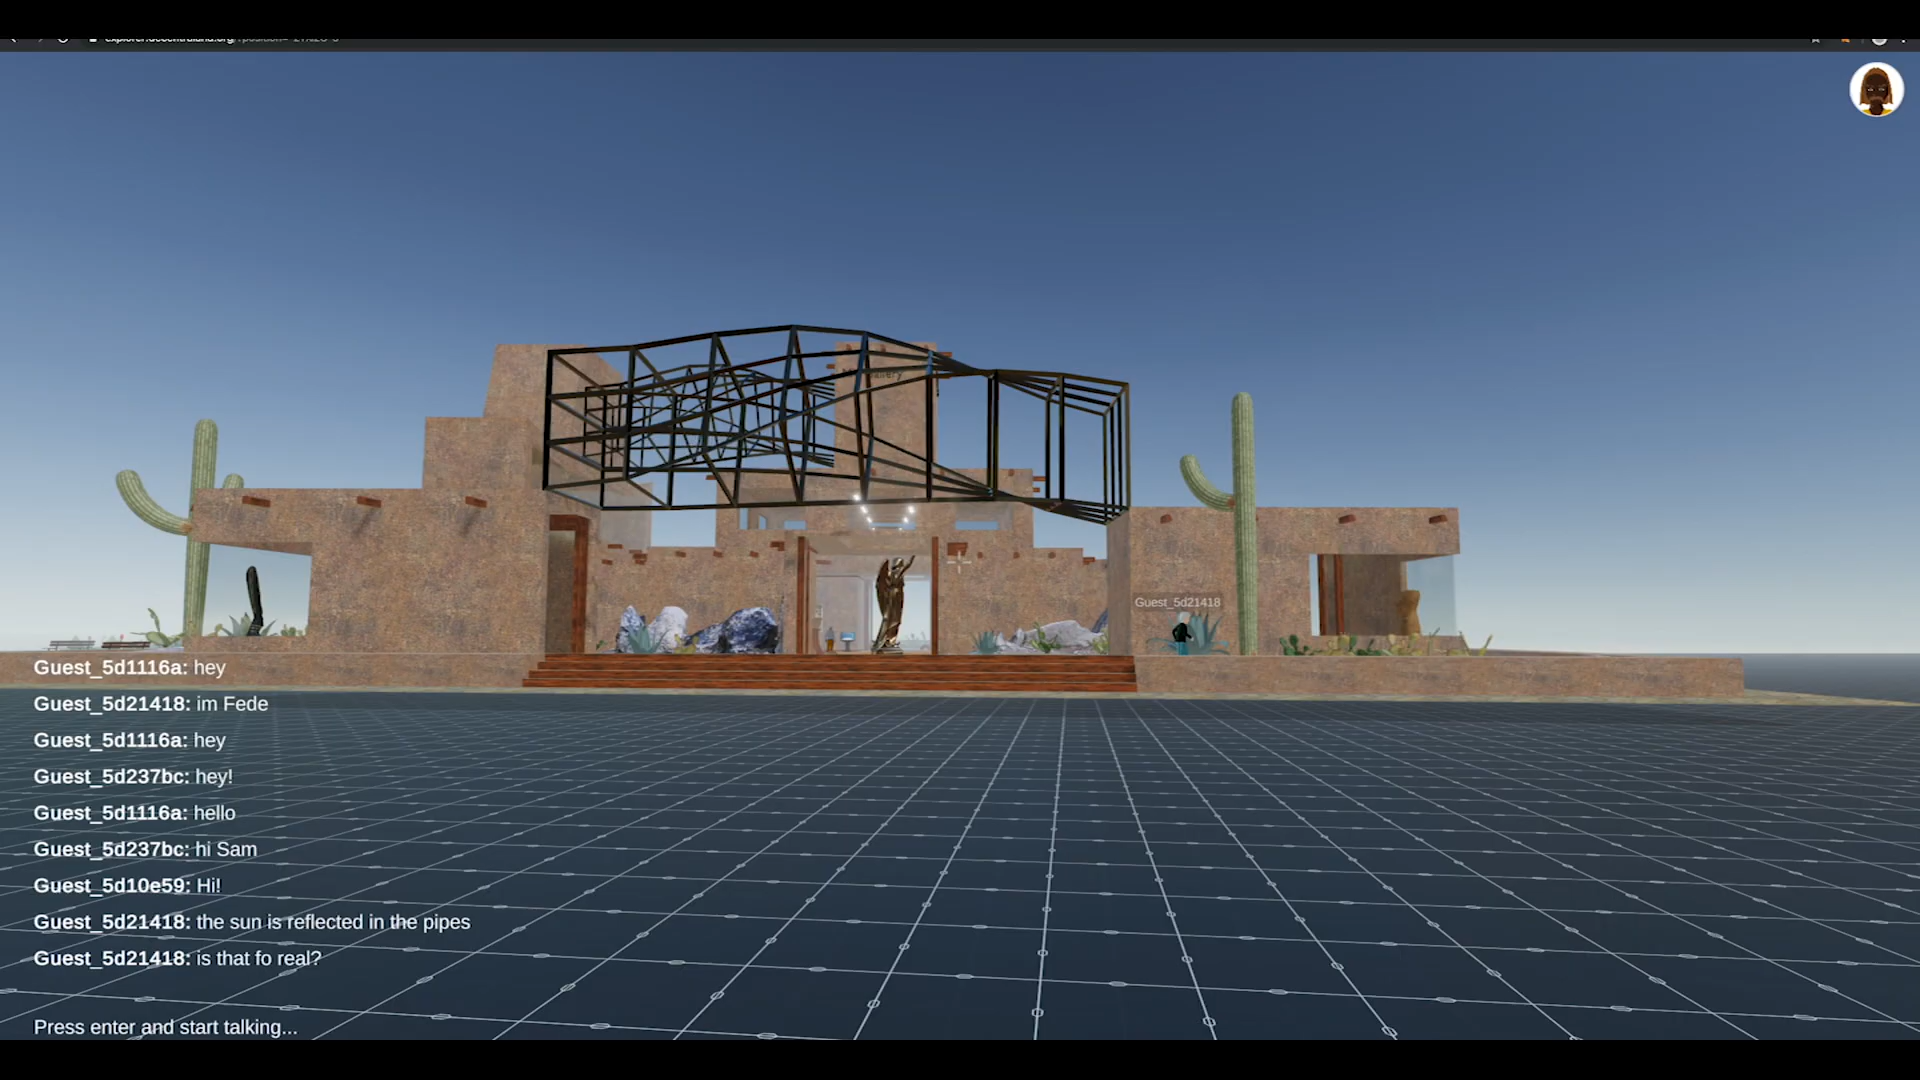 Guest_5d21418
Guest_5d1116a: hey
Guest_5d21418: im Fede
Guest_5d1116a: hey
Guest_5d237bc: hey!
Guest_5d1116a: hello
Guest_5d237bc: hi Sam
Guest_5d10e59: Hi!
Guest_5d21418: the sun is reflected in the pipes
Guest_5d21418: is that fo real?
Press enter and start talking...